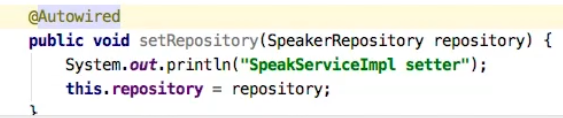 @Autowired
public void setRepository(SpeakerRepository repository) {
System.out.println("SpeakServiceImpl setter");
this.repository = repository;
}